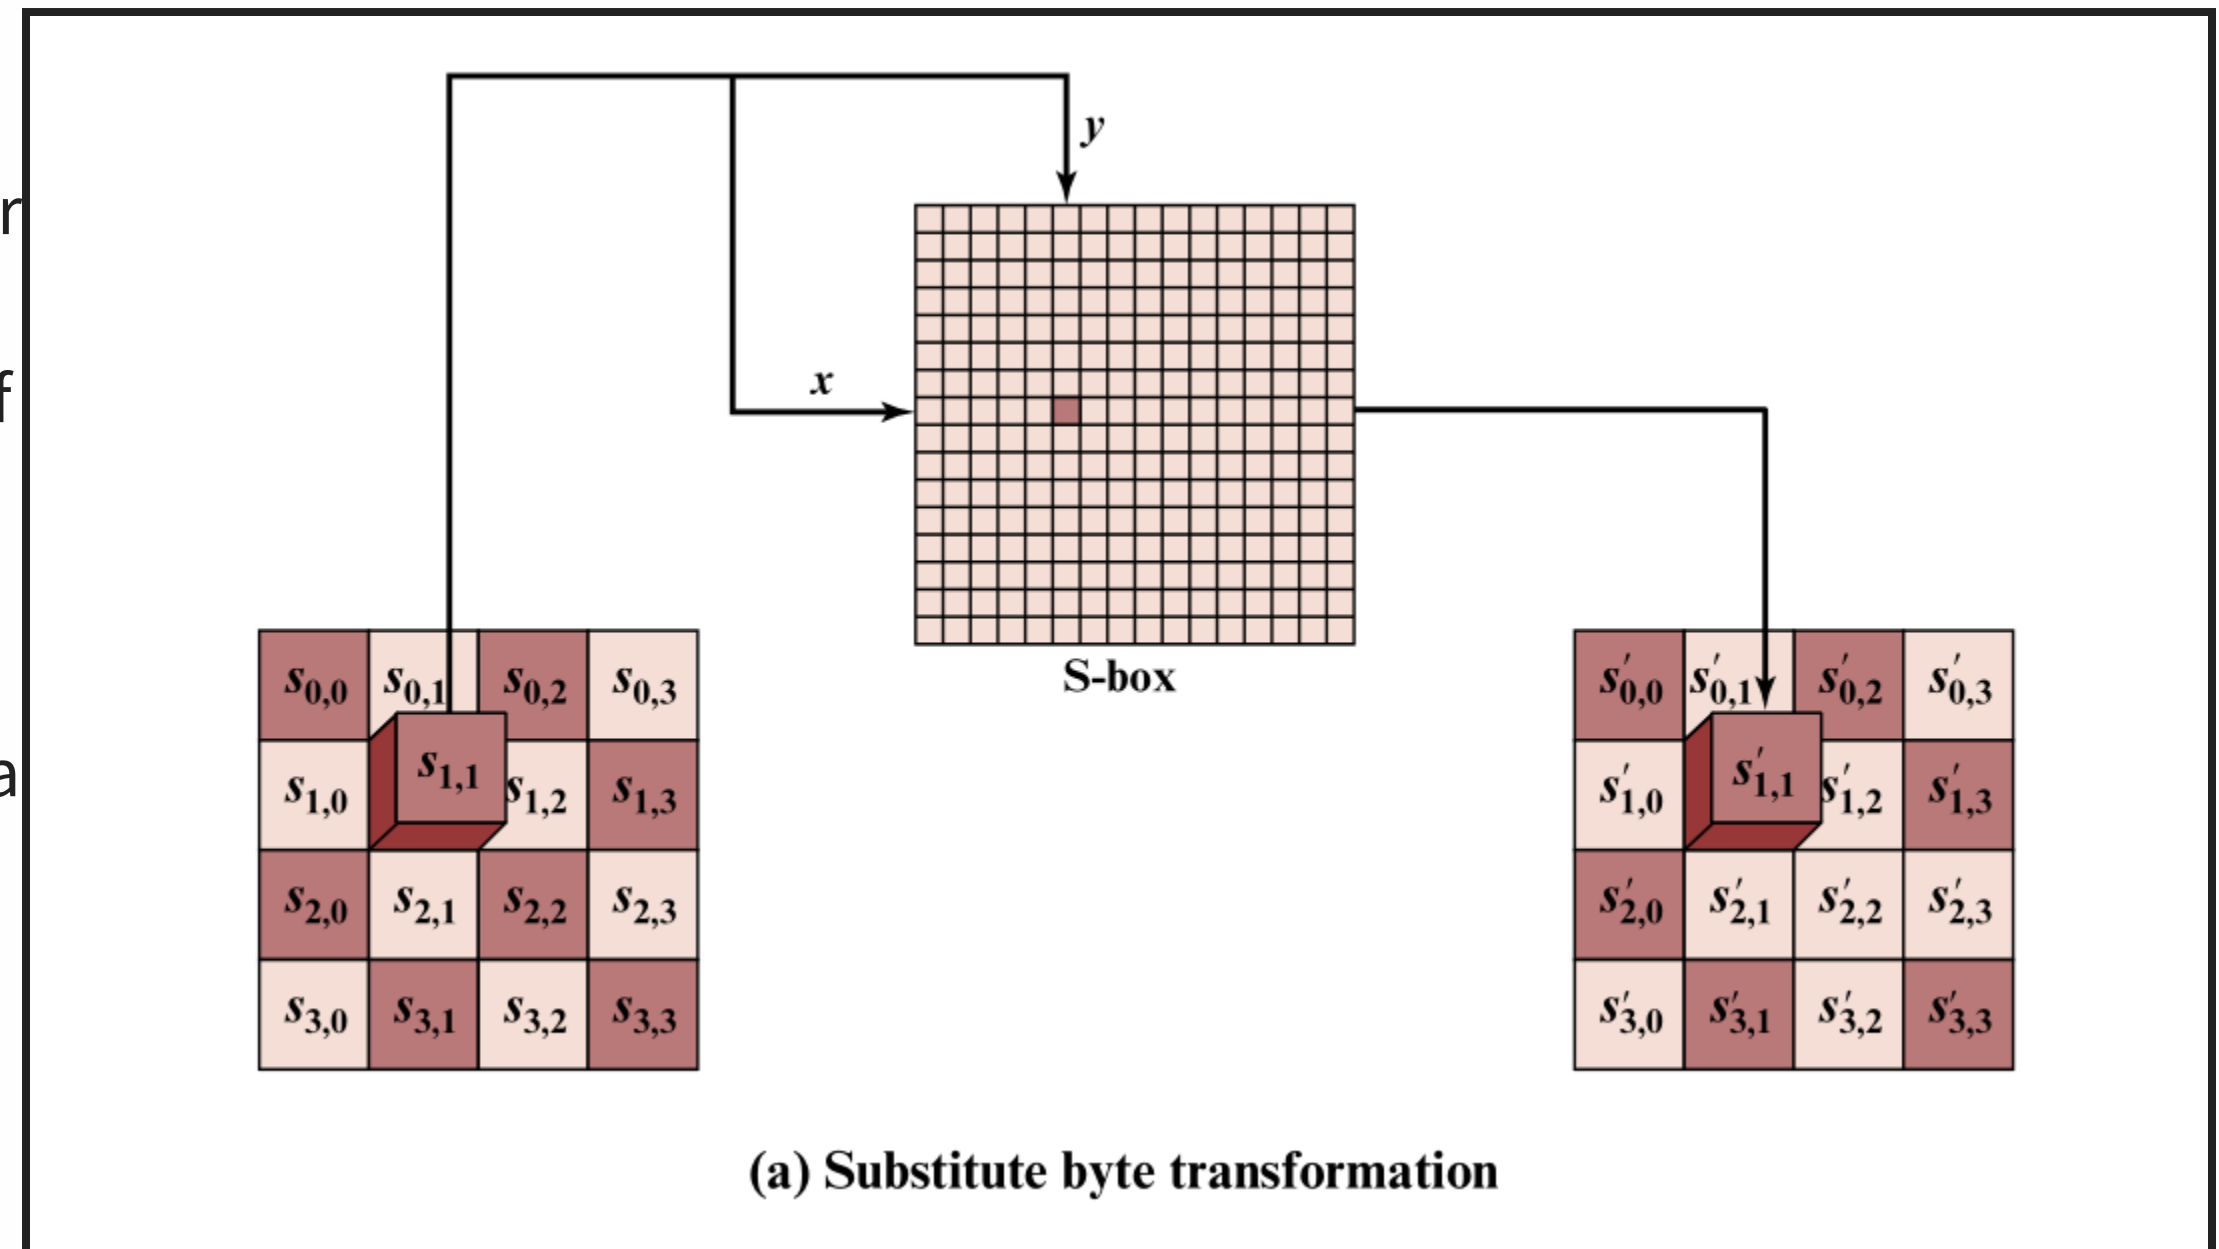 r
f
a
y
x
S-box
s0,0 s0,1 s0,2 s0,3
s1,0 s1,1 s1,2 s1,3
s2,0 s2,1 s2,2 s2,3
s3,0 s3,1 s3,2 s3,3
s′0,0 s′0,1 s′0,2 s′0,3
s′1,0 s′1,1 s′1,2 s′1,3
s′2,0 s′2,1 s′2,2 s′2,3
s′3,0 s′3,1 s′3,2 s′3,3
(a) Substitute byte transformation